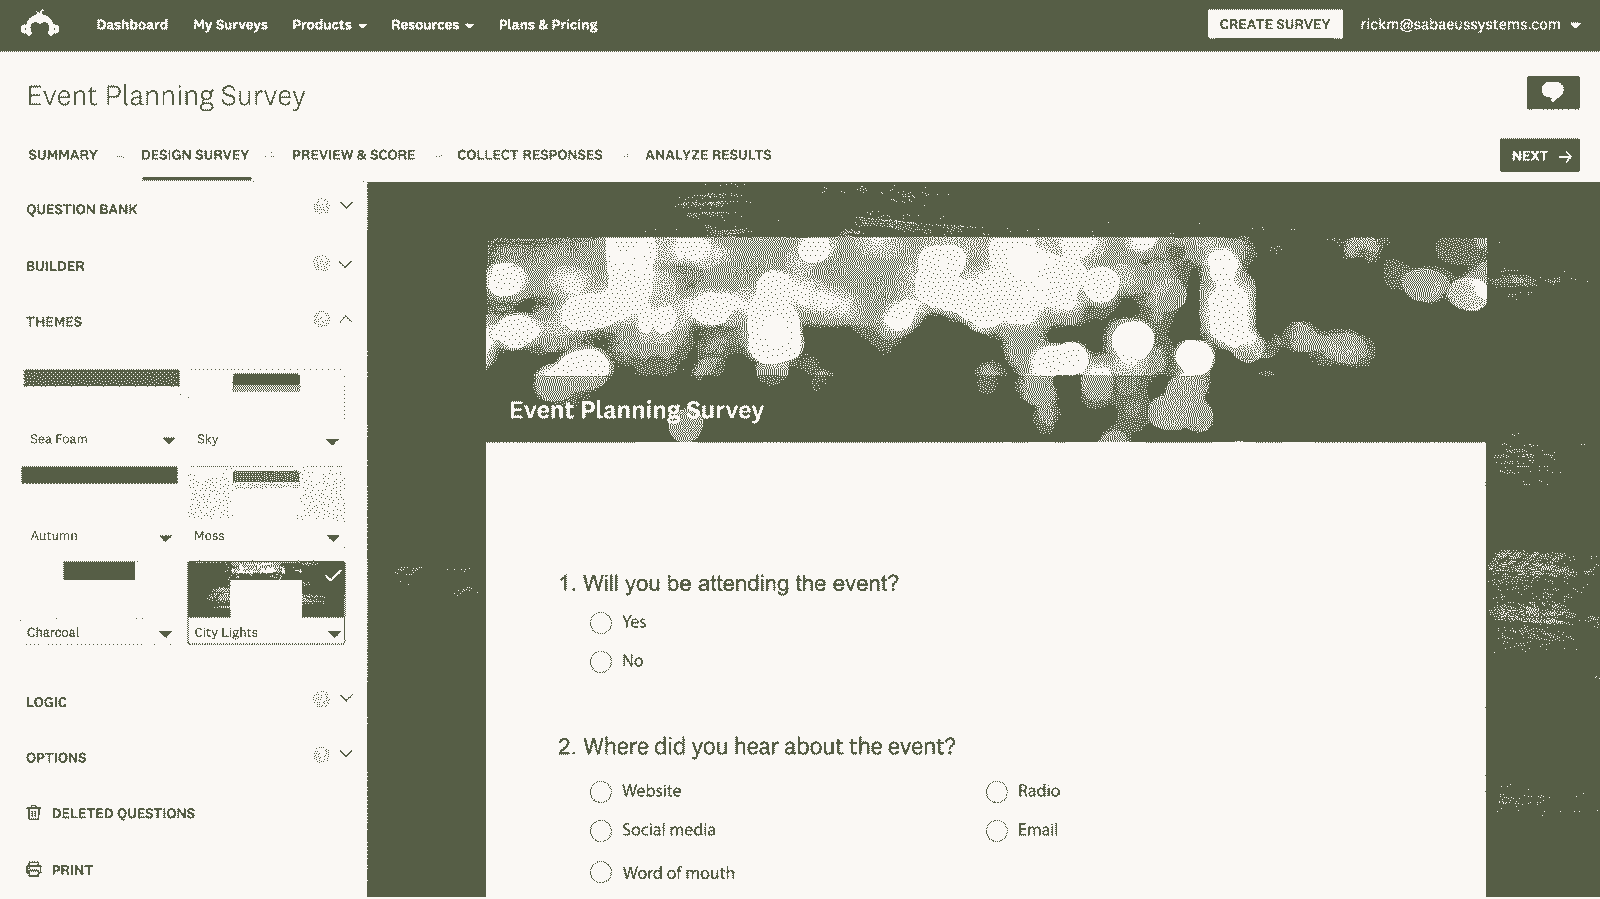 Dashboard My Surveys Products Resources Plans & Pricing CREATE SURVEY rickm@sabaeussystems.com
Event Planning Survey
SUMMARY DESIGN SURVEY PREVIEW & SCORE COLLECT RESPONSES ANALYZE RESULTS NEXT
QUESTION BANK
BUILDER
THEMES
Sea Foam Sky
Autumn Moss
Charcoal City Lights
LOGIC
OPTIONS
DELETED QUESTIONS
PRINT
Event Planning Survey
1. Will you be attending the event?
Yes
No
2. Where did you hear about the event?
Website Radio
Social media Email
Word of mouth